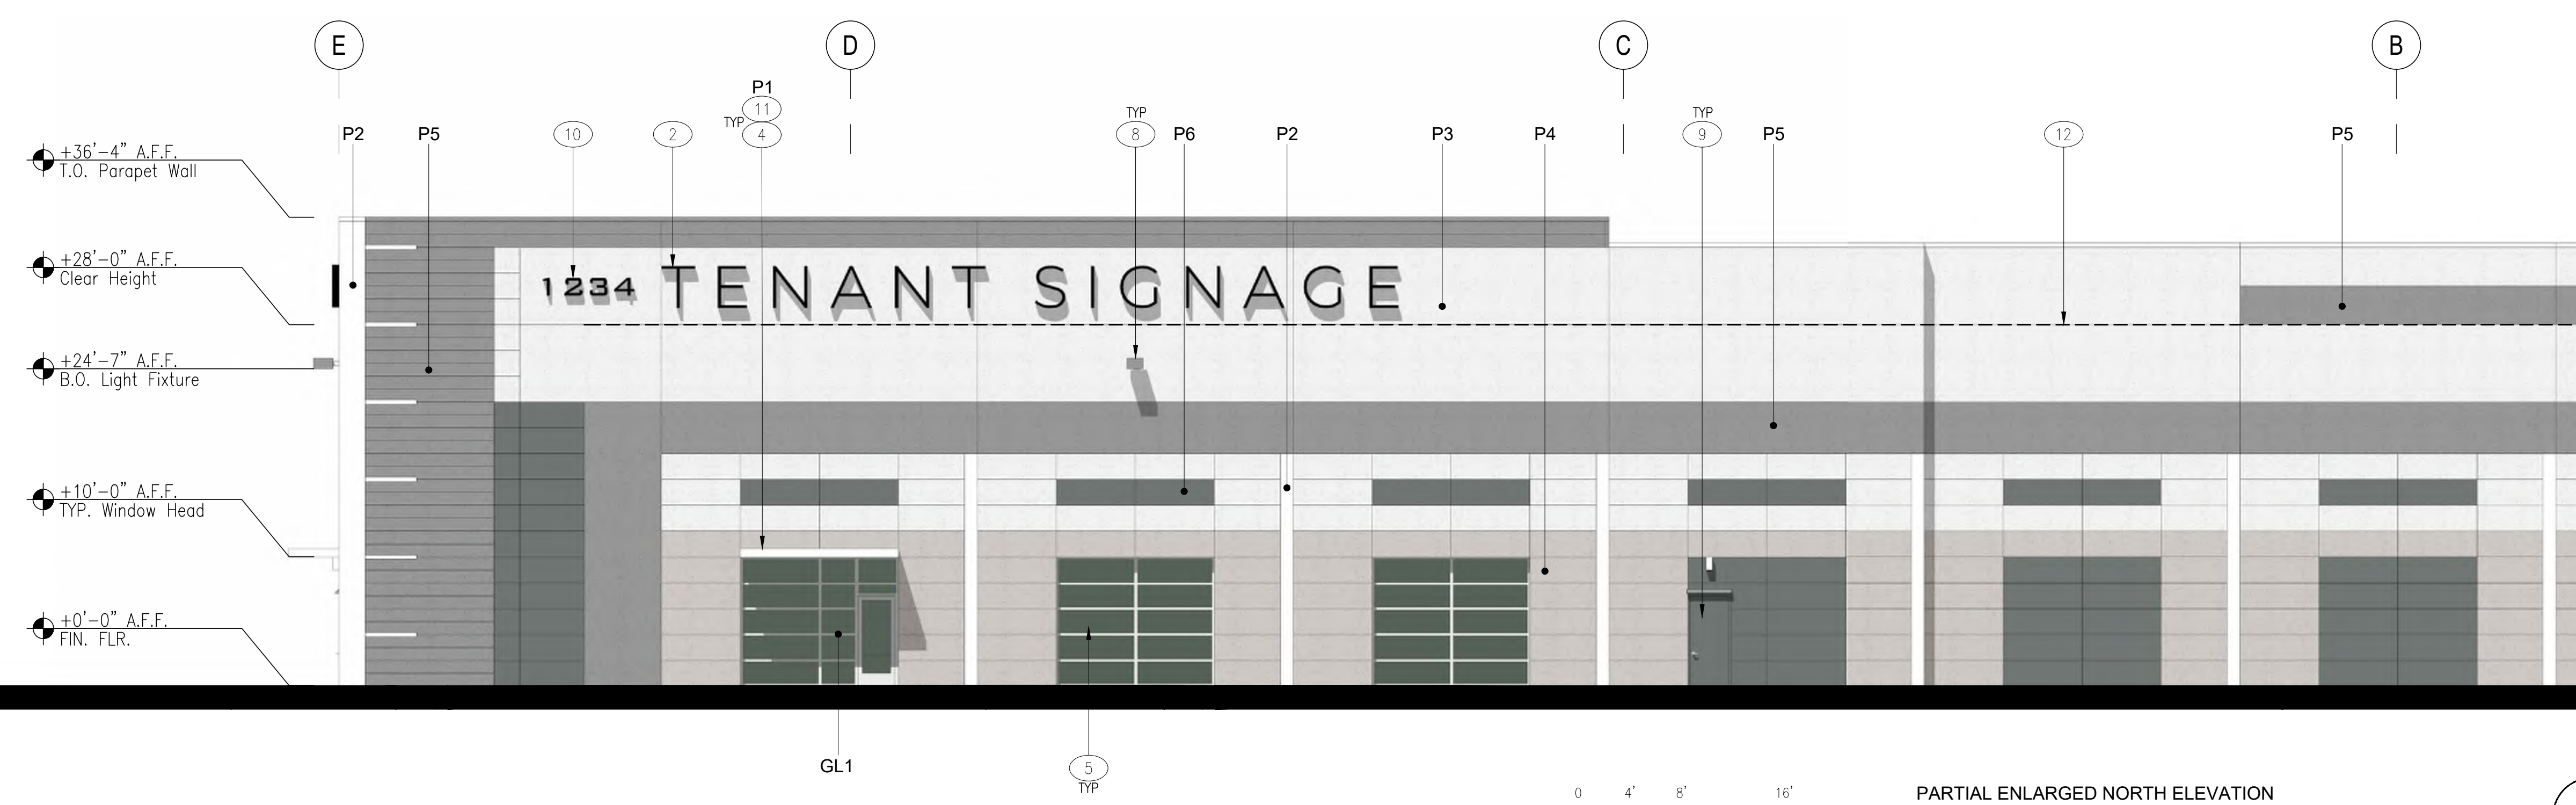 E D C B
P1
11
TYP 4
P2 P5 10 2
TYP
8 P6 P2 P3 P4
TYP
9 P5 12 P5
+36'-4" A.F.F.
T.O. Parapet Wall
+28'-0" A.F.F.
Clear Height
+24'-7" A.F.F.
B.O. Light Fixture
+10'-0" A.F.F.
TYP. Window Head
+0'-0" A.F.F.
FIN. FLR.
1234 TENANT SIGNAGE
GL1
5
TYP
0 4' 8' 16'
PARTIAL ENLARGED NORTH ELEVATION